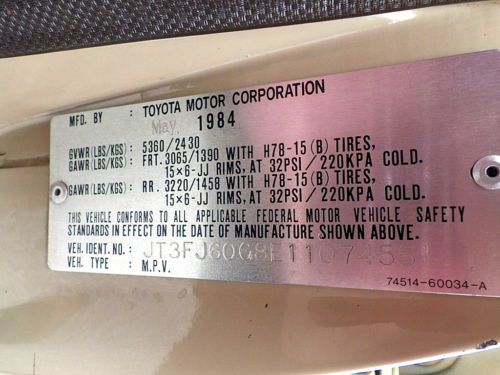 MFD. BY : TOYOTA MOTOR CORPORATION
May, 1984
GVWR (LBS/KGS) : 5360/2430
GAWR (LBS/KGS) : FRT. 3065/1390 WITH H78-15(B) TIRES,
15×6-JJ RIMS, AT 32PSI/220KPA COLD.
GAWR (LBS/KGS) : RR. 3220/1458 WITH H78-15(B) TIRES,
15×6-JJ RIMS, AT 32PSI/220KPA COLD.
THIS VEHICLE CONFORMS TO ALL APPLICABLE FEDERAL MOTOR VEHICLE SAFETY
STANDARDS IN EFFECT ON THE DATE OF MANUFACTURE SHOWN ABOVE.
VEH. IDENT. NO. : JT3FJ60G8E1107455
VEH. TYPE : M.P.V.
74514-60034-A